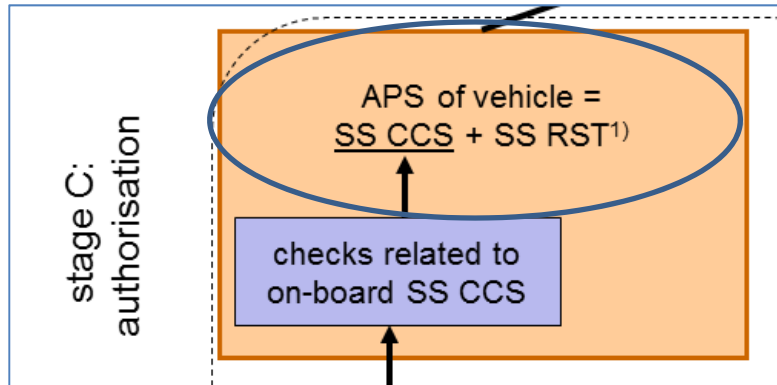 APS of vehicle =
SS CCS + SS RST¹⁾
stage C:
authorisation
checks related to
on-board SS CCS